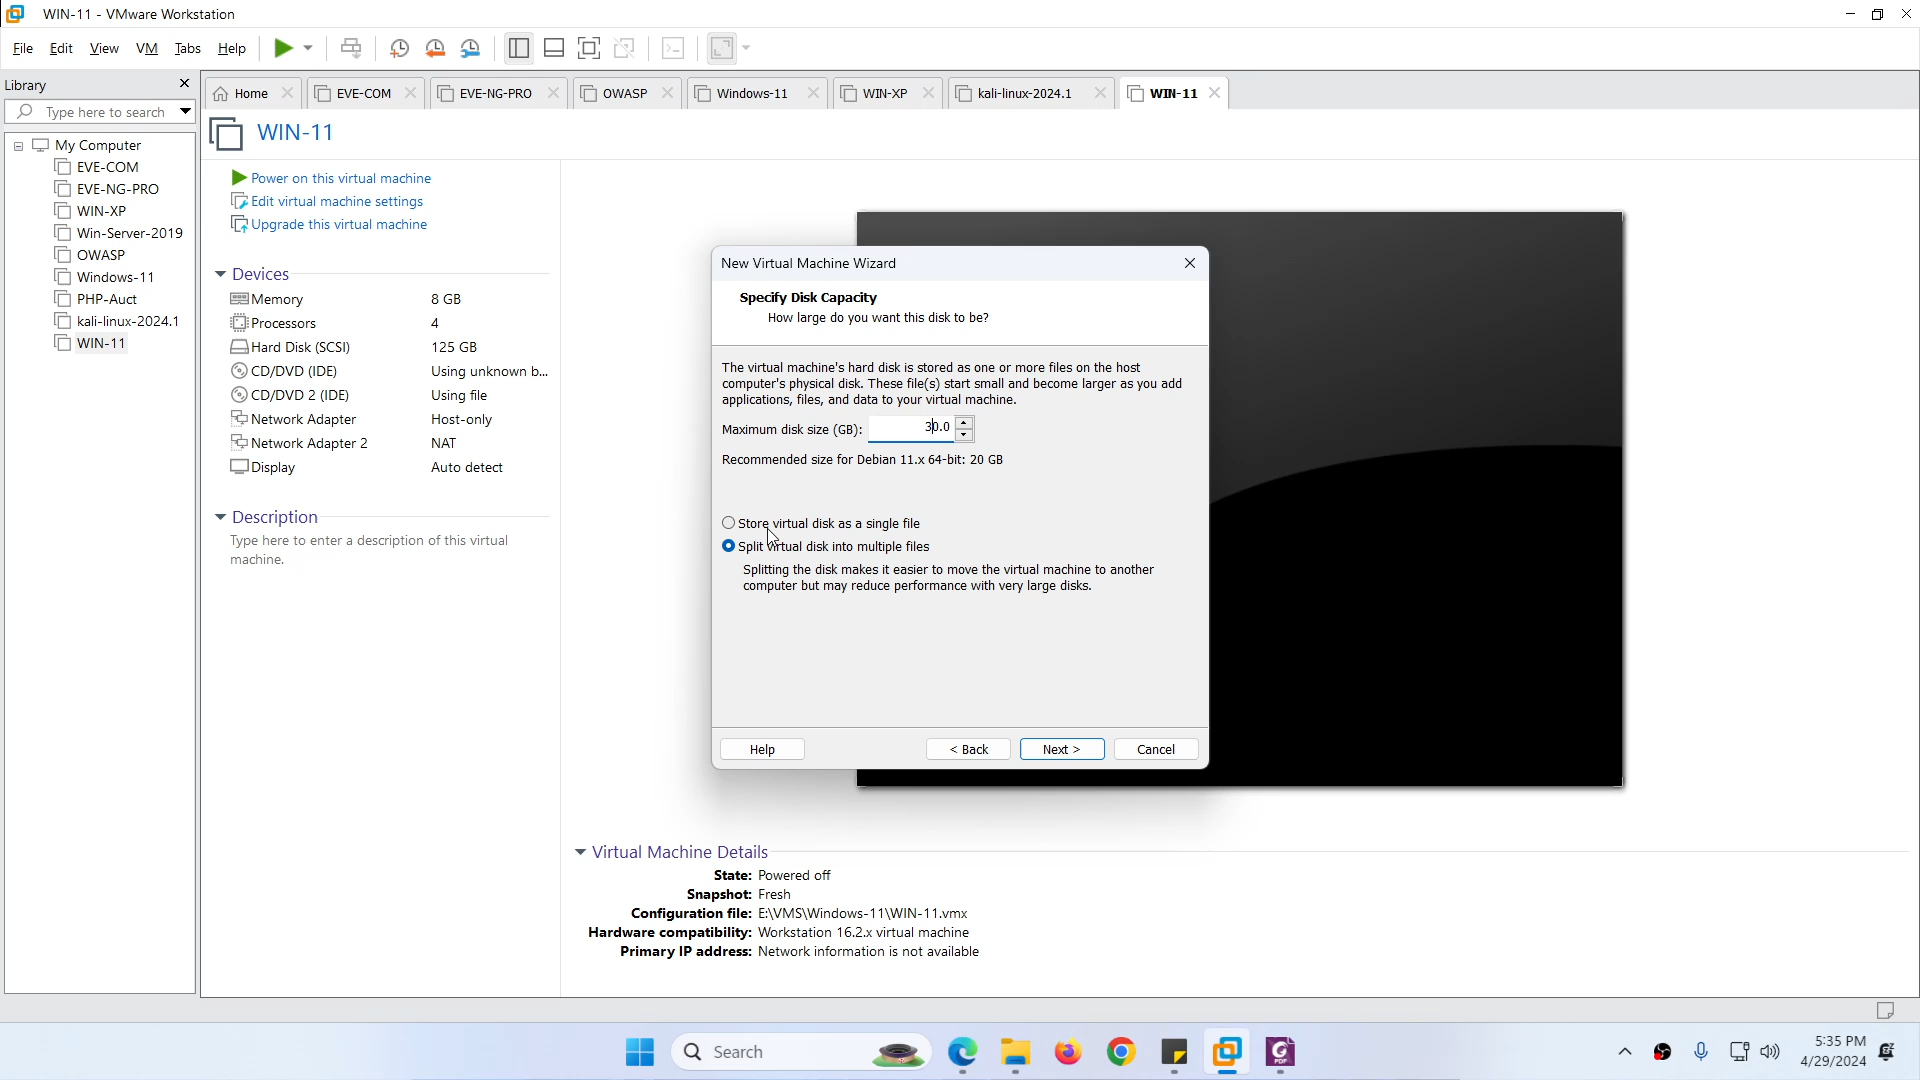 WIN-11 - VMware Workstation
File Edit View VM Tabs Help
Library
Type here to search
My Computer
EVE-COM
EVE-NG-PRO
WIN-XP
Win-Server-2019
OWASP
Windows-11
PHP-Auct
kali-linux-2024.1
WIN-11
Home EVE-COM EVE-NG-PRO OWASP Windows-11 WIN-XP kali-linux-2024.1 WIN-11
WIN-11
Power on this virtual machine
Edit virtual machine settings
Upgrade this virtual machine
Devices
Memory 8 GB
Processors 4
Hard Disk (SCSI) 125 GB
CD/DVD (IDE) Using unknown b...
CD/DVD 2 (IDE) Using file
Network Adapter Host-only
Network Adapter 2 NAT
Display Auto detect
Description
Type here to enter a description of this virtual
machine.
New Virtual Machine Wizard
Specify Disk Capacity
How large do you want this disk to be?
The virtual machine's hard disk is stored as one or more files on the host
computer's physical disk. These file(s) start small and become larger as you add
applications, files, and data to your virtual machine.
Maximum disk size (GB): 30.0
Recommended size for Debian 11.x 64-bit: 20 GB
Store virtual disk as a single file
Split virtual disk into multiple files
Splitting the disk makes it easier to move the virtual machine to another
computer but may reduce performance with very large disks.
Help < Back Next > Cancel
Virtual Machine Details
State: Powered off
Snapshot: Fresh
Configuration file: E:\VMS\Windows-11\WIN-11.vmx
Hardware compatibility: Workstation 16.2.x virtual machine
Primary IP address: Network information is not available
Search
PDF
5:35 PM
4/29/2024